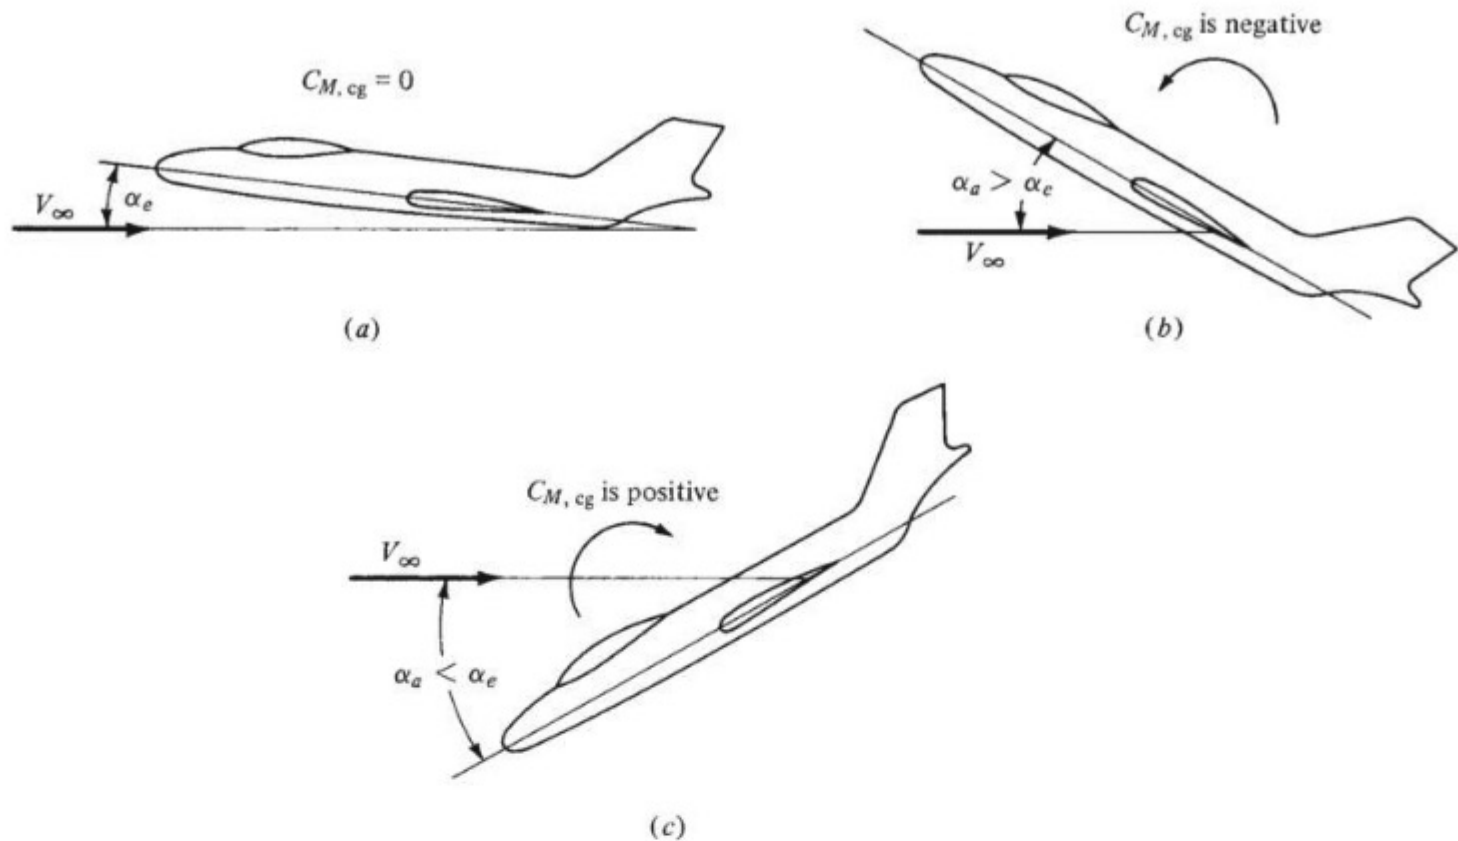 C_{M, cg} = 0
α_e
V_∞
(a)
C_{M, cg} is negative
α_a > α_e
V_∞
(b)
C_{M, cg} is positive
V_∞
α_a < α_e
(c)